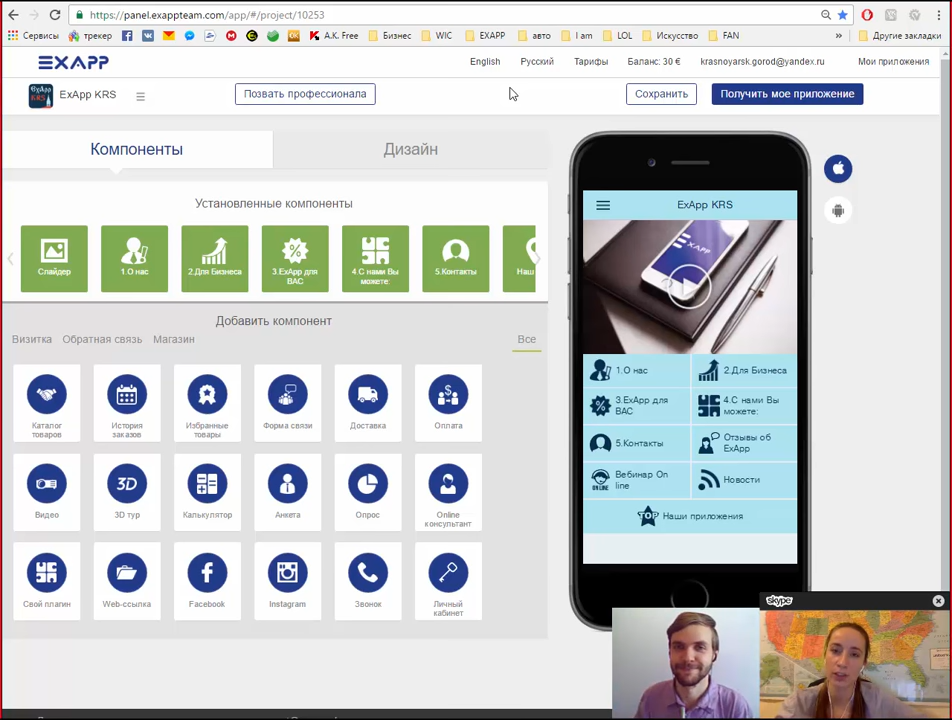 https://panel.exappteam.com/app/#/project/10253
Сервисы
трекер
A.K. Free
Бизнес
WIC
EXAPP
авто
I am
LOL
Искусство
FAN
»
Другие закладки
EXAPP
English
Русский
Тарифы
Баланс: 30 €
krasnoyarsk.gorod@yandex.ru
Мои приложения
ExApp KRS
Позвать профессионала
Сохранить
Получить мое приложение
Компоненты
Дизайн
Установленные компоненты
Слайдер
1.О нас
2.Для Бизнеса
3.ExApp для
ВАС
4.С нами Вы
можете:
5.Контакты
Наш
Добавить компонент
Визитка
Обратная связь
Магазин
Все
Каталог
товаров
История
заказов
Избранные
товары
Форма связи
Доставка
Оплата
Видео
3D
3D тур
Калькулятор
Анкета
Опрос
Online
консультант
Свой плагин
Web-ссылка
Facebook
Instagram
Звонок
Личный
кабинет
ExApp KRS
EXAPP
1.О нас
2.Для Бизнеса
3.ExApp для
ВАС
4.С нами Вы
можете:
5.Контакты
Отзывы об
ExApp
ON LINE
Вебинар On
line
Новости
TOP
Наши приложения
skype